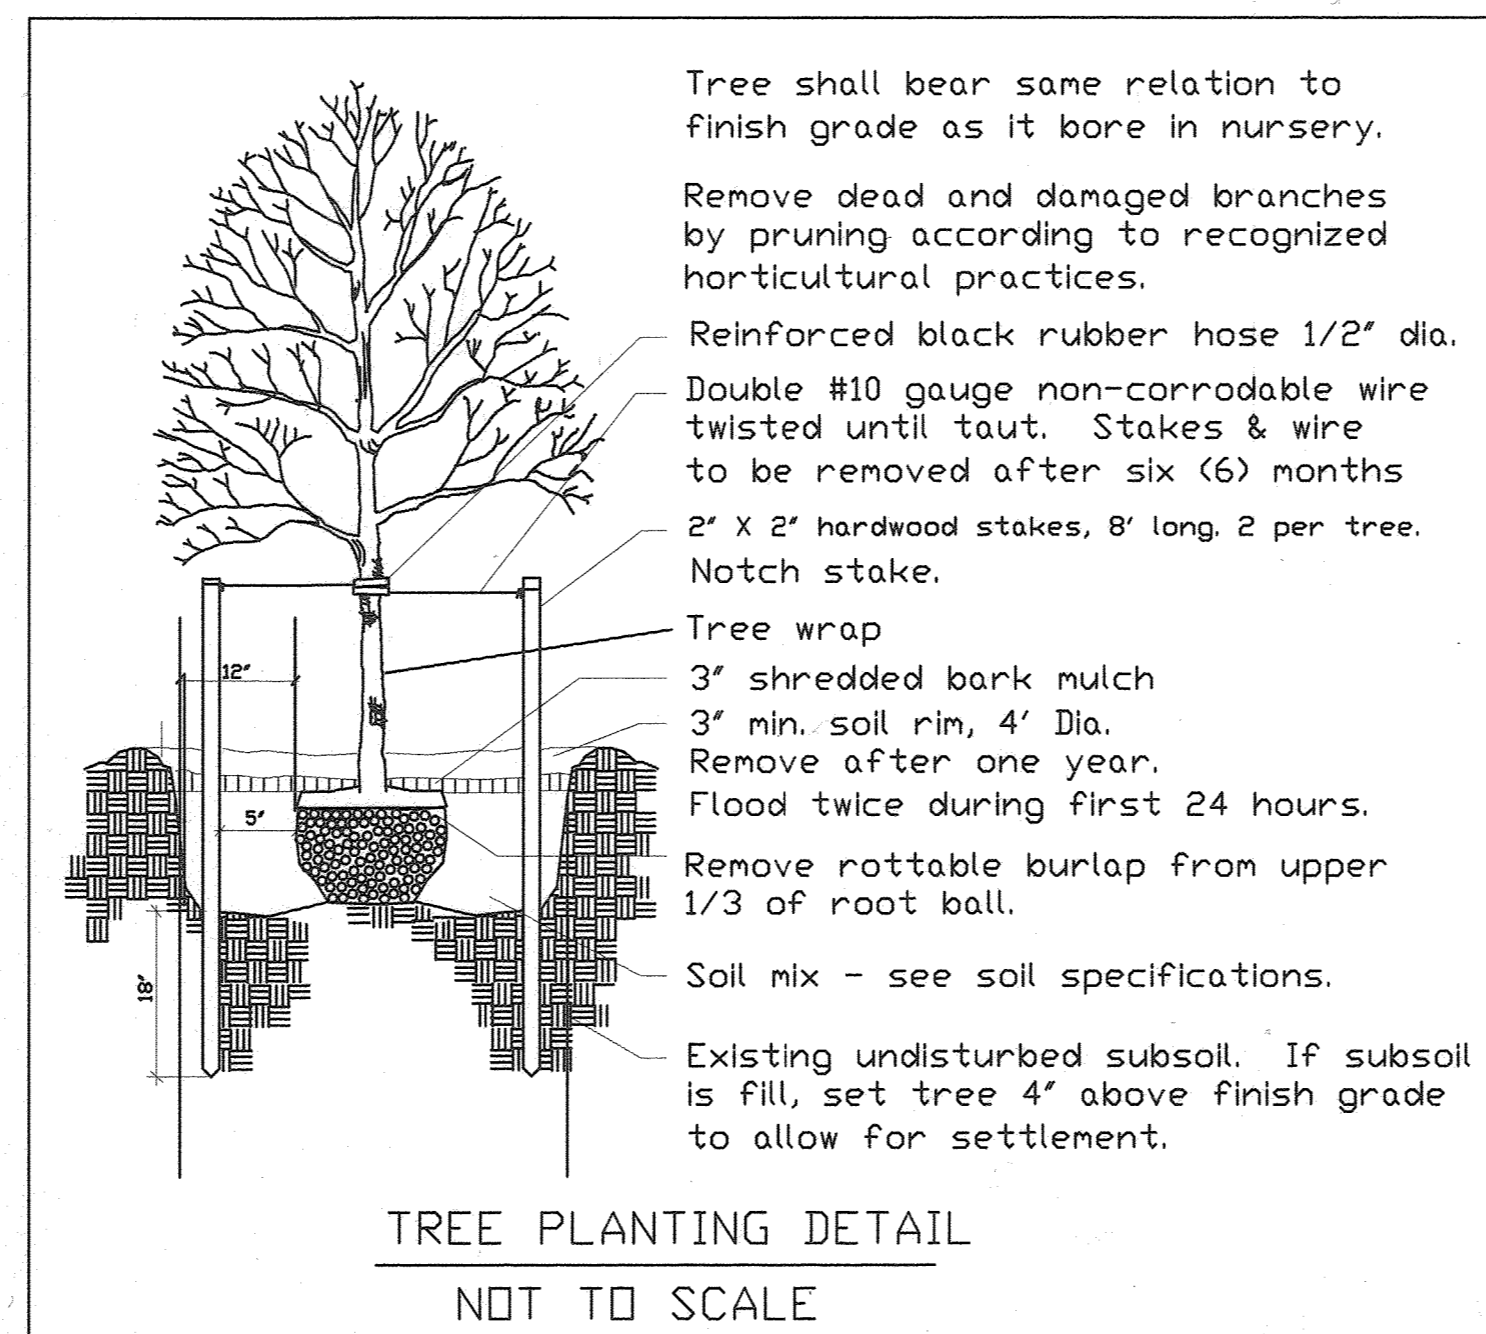 Tree shall bear same relation to
finish grade as it bore in nursery.
Remove dead and damaged branches
by pruning according to recognized
horticultural practices.
Reinforced black rubber hose 1/2" dia.
Double #10 gauge non-corrodable wire
twisted until taut. Stakes & wire
to be removed after six (6) months
2" X 2" hardwood stakes, 8' long. 2 per tree.
Notch stake.
Tree wrap
12"
3" shredded bark mulch
3" min. soil rim, 4' Dia.
Remove after one year.
Flood twice during first 24 hours.
5"
Remove rottable burlap from upper
1/3 of root ball.
Soil mix - see soil specifications.
18"
Existing undisturbed subsoil. If subsoil
is fill, set tree 4" above finish grade
to allow for settlement.
TREE PLANTING DETAIL
NOT TO SCALE